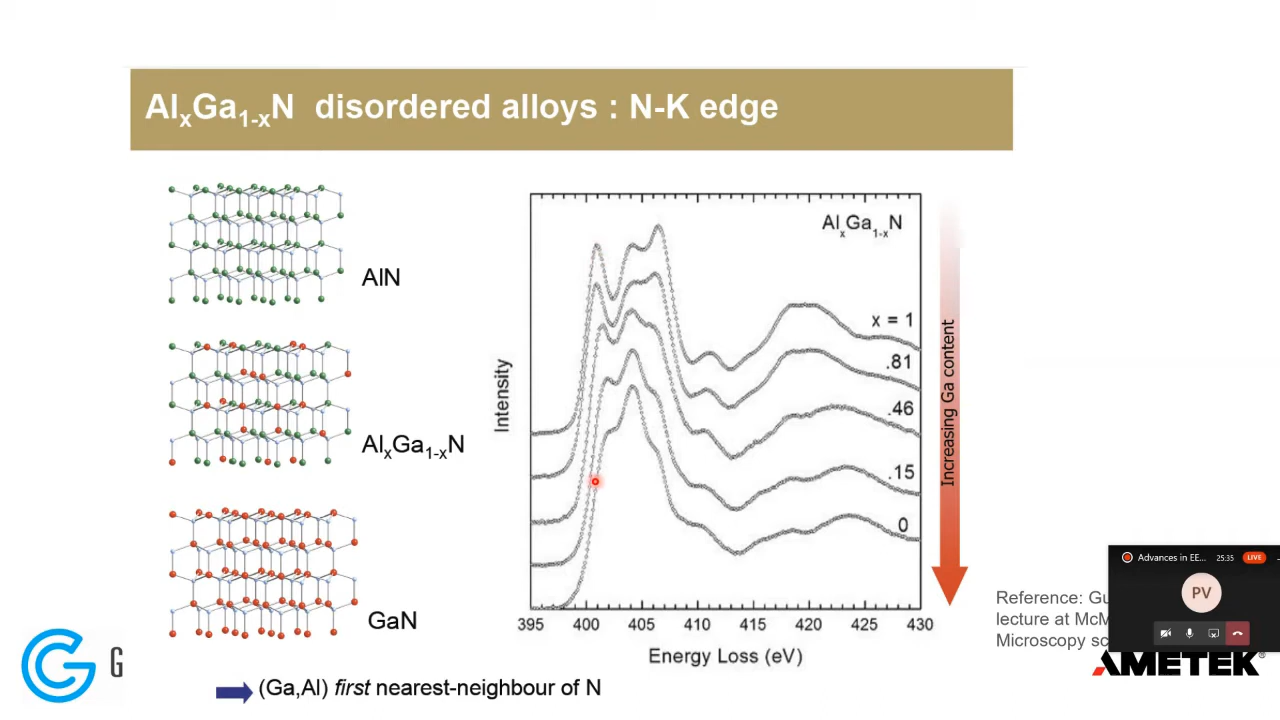 AlxGa1-xN disordered alloys : N-K edge
AlN
AlxGa1-xN
GaN
(Ga,Al) first nearest-neighbour of N
Intensity
AlxGa1-xN
x = 1
.81
.46
.15
0
395 400 405 410 415 420 425 430
Energy Loss (eV)
Increasing Ga content
Reference:
lecture at
Microscopy
Advances in EE... 25:35 LIVE
PV
AMETEK®
G